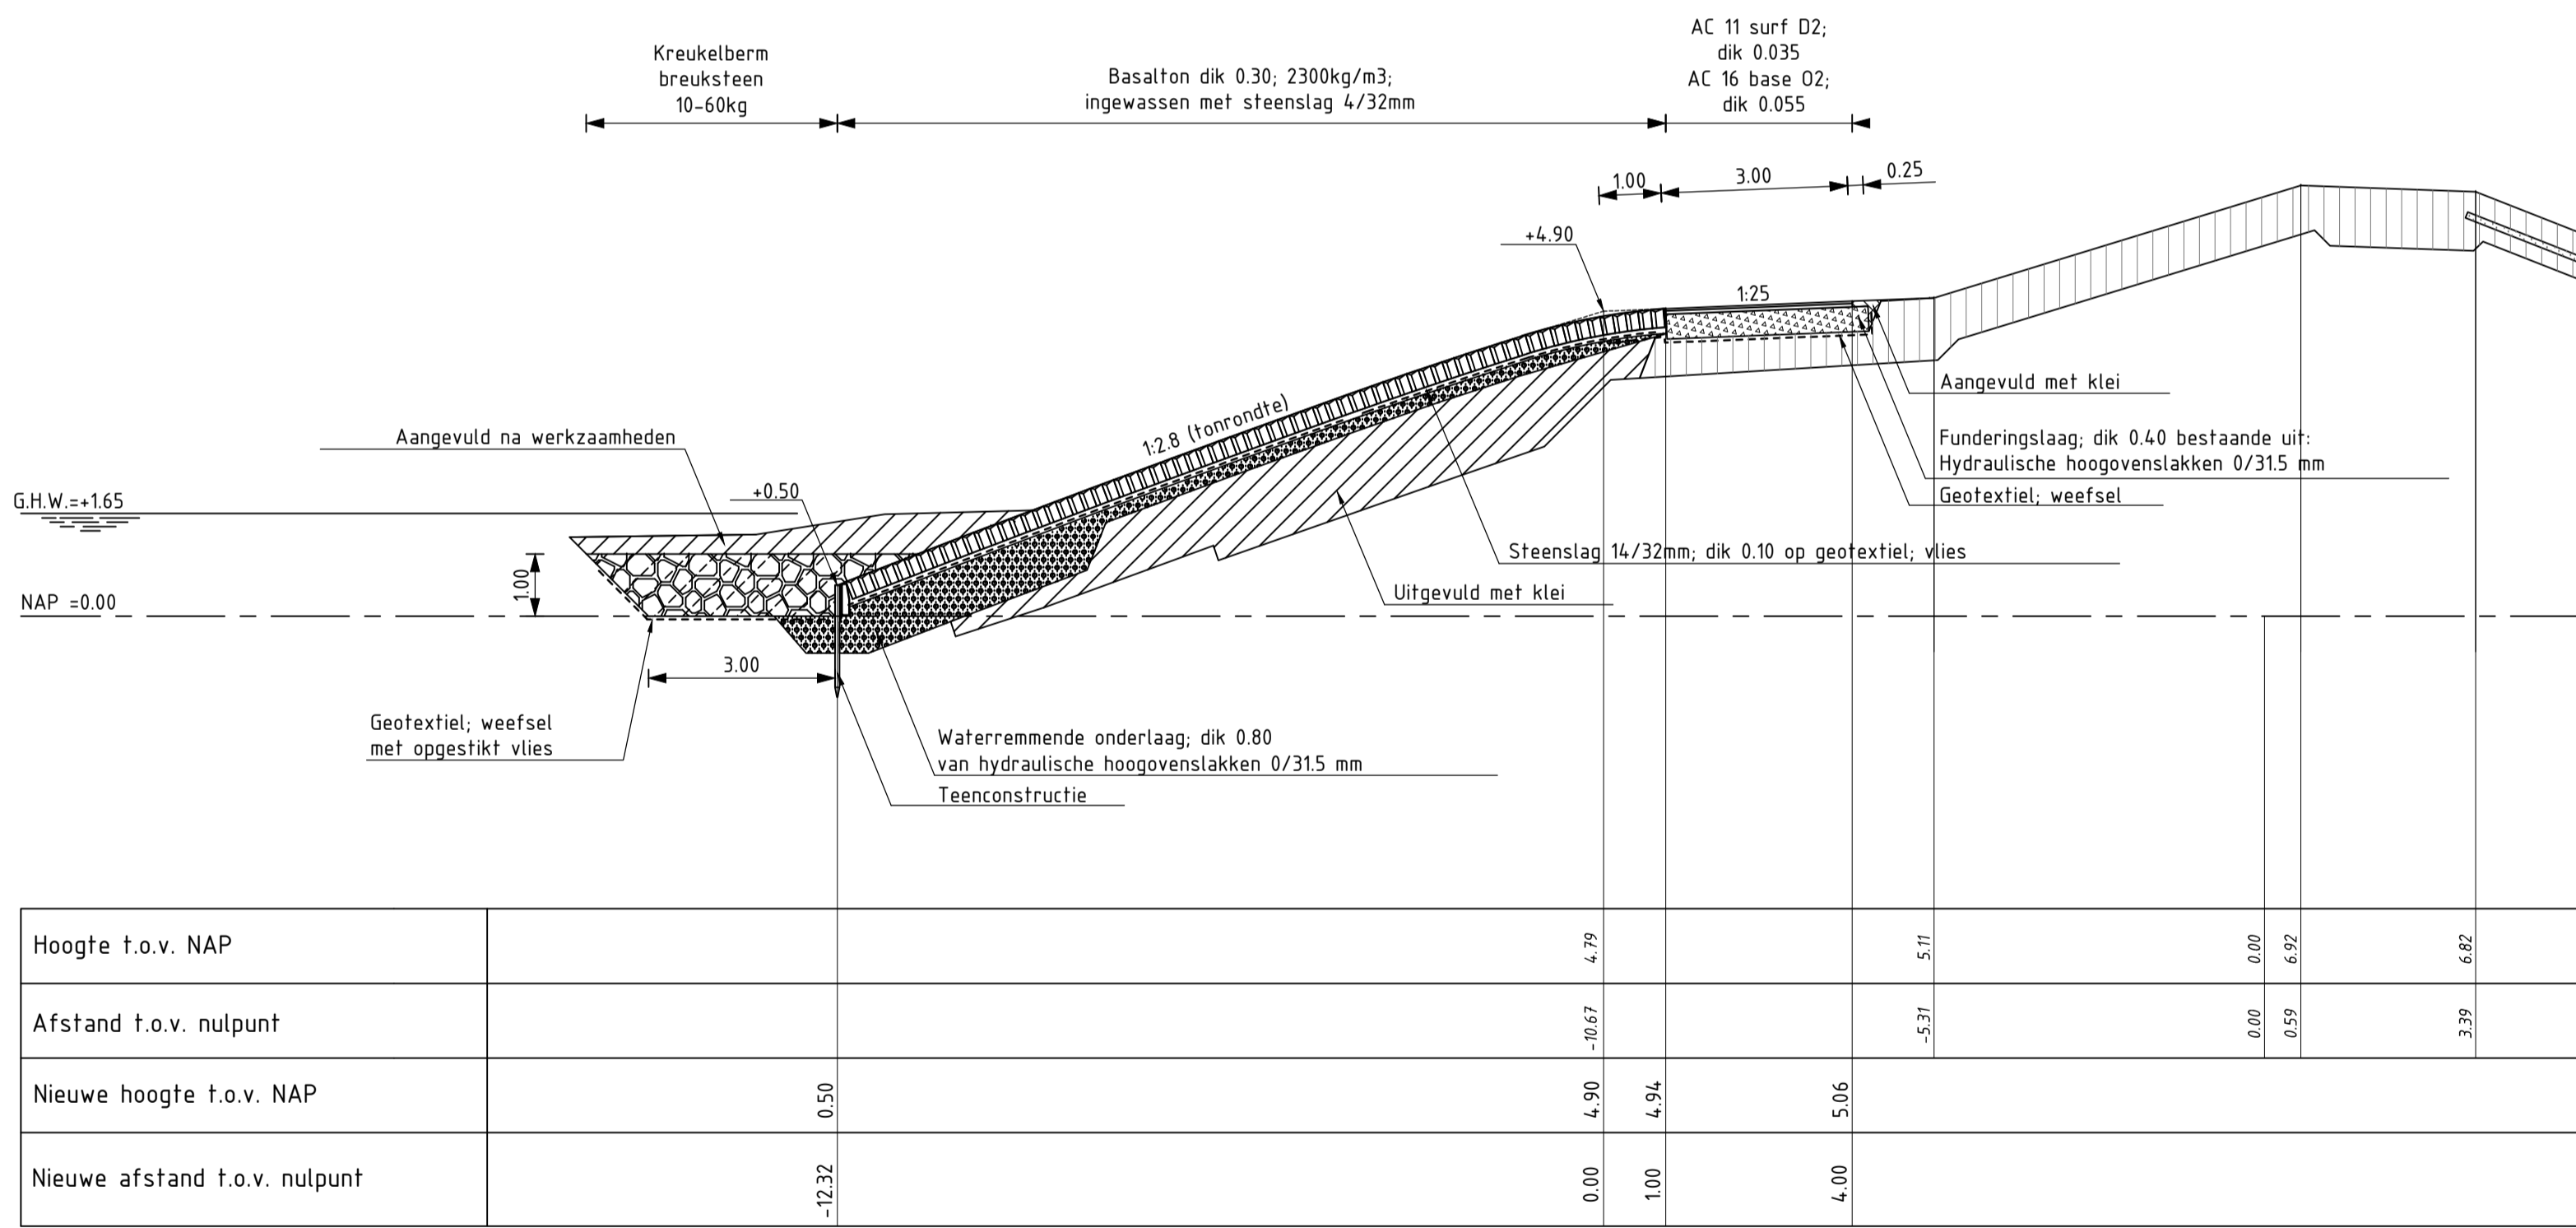 Kreukelberm
breuksteen
10-60kg
Basalton dik 0.30; 2300kg/m3;
ingewassen met steenslag 4/32mm
AC 11 surf D2;
dik 0.035
AC 16 base O2;
dik 0.055
1.00
3.00
0.25
+4.90
1:25
1:2.8 (tonrondte)
Aangevuld na werkzaamheden
+0.50
G.H.W.=+1.65
1.00
NAP =0.00
3.00
Aangevuld met klei
Funderingslaag; dik 0.40 bestaande uit:
Hydraulische hoogovenslakken 0/31.5 mm
Geotextiel; weefsel
Steenslag 14/32mm; dik 0.10 op geotextiel; vlies
Uitgevuld met klei
Geotextiel; weefsel
met opgestikt vlies
Waterremmende onderlaag; dik 0.80
van hydraulische hoogovenslakken 0/31.5 mm
Teenconstructie
Hoogte t.o.v. NAP 4.79 5.11 0.00 6.92 6.82
Afstand t.o.v. nulpunt -10.67 -5.31 0.00 0.59 3.39
Nieuwe hoogte t.o.v. NAP 0.50 4.90 4.94 5.06
Nieuwe afstand t.o.v. nulpunt -12.32 0.00 1.00 4.00